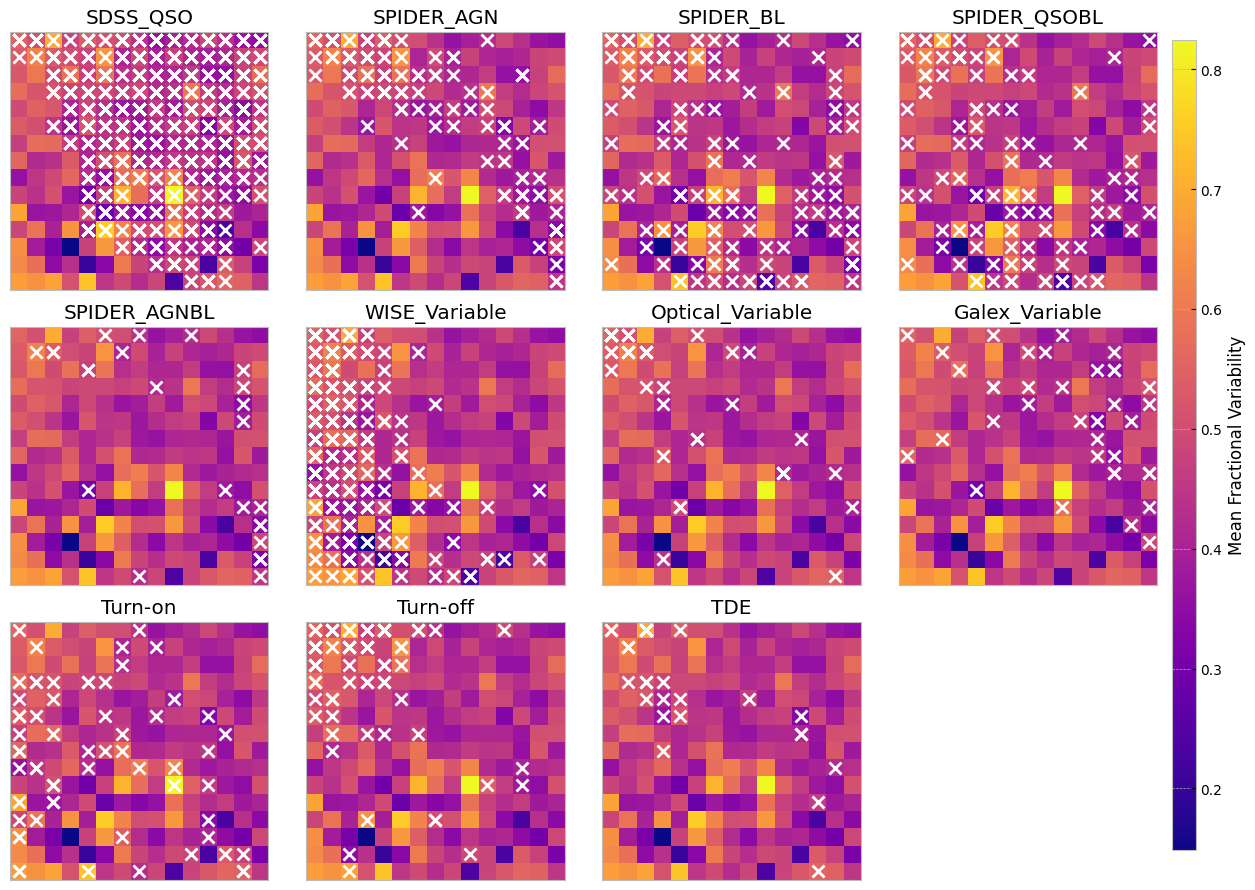 SDSS_QSO
SPIDER_AGN
SPIDER_BL
SPIDER_QSOBL
SPIDER_AGNBL
WISE_Variable
Optical_Variable
Galex_Variable
Turn-on
Turn-off
TDE
0.8
0.7
0.6
0.5
0.4
0.3
0.2
Mean Fractional Variability